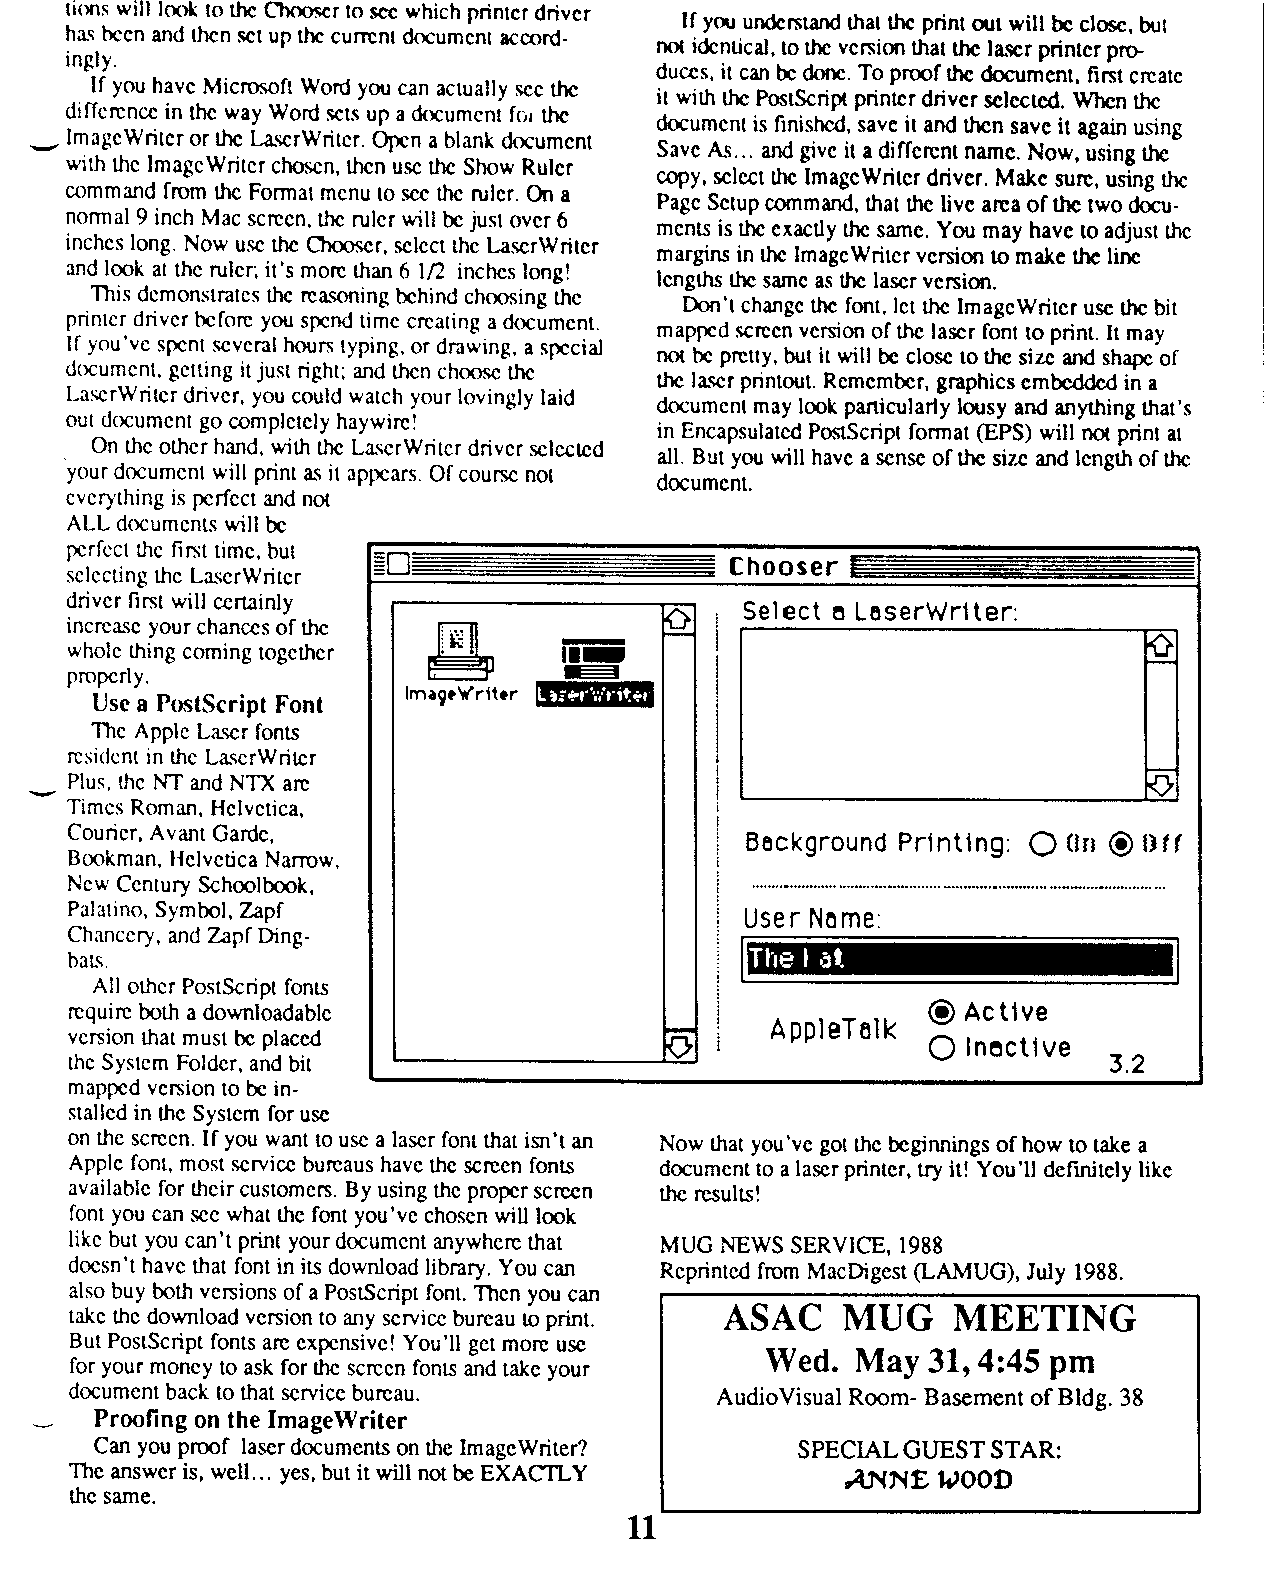 tions will look to the Chooser to see which printer driver
has been and then set up the current document accord-
ingly.
If you have Microsoft Word you can actually see the
difference in the way Word sets up a document for the
ImageWriter or the LaserWriter. Open a blank document
with the ImageWriter chosen, then use the Show Ruler
command from the Format menu to see the ruler. On a
normal 9 inch Mac screen, the ruler will be just over 6
inches long. Now use the Chooser, select the LaserWriter
and look at the ruler; it's more than 6 1/2 inches long!
This demonstrates the reasoning behind choosing the
printer driver before you spend time creating a document.
If you've spent several hours typing, or drawing, a special
document, getting it just right; and then choose the
LaserWriter driver, you could watch your lovingly laid
out document go completely haywire!
On the other hand, with the LaserWriter driver selected
your document will print as it appears. Of course not
everything is perfect and not
ALL documents will be
perfect the first time, but
selecting the LaserWriter
driver first will certainly
increase your chances of the
whole thing coming together
properly.
Use a PostScript Font
The Apple Laser fonts
resident in the LaserWriter
Plus, the NT and NTX are
Times Roman, Helvetica,
Courier, Avant Garde,
Bookman, Helvetica Narrow,
New Century Schoolbook,
Palatino, Symbol, Zapf
Chancery, and Zapf Ding-
bats.
All other PostScript fonts
require both a downloadable
version that must be placed
the System Folder, and bit
mapped version to be in-
stalled in the System for use
on the screen. If you want to use a laser font that isn't an
Apple font, most service bureaus have the screen fonts
available for their customers. By using the proper screen
font you can see what the font you've chosen will look
like but you can't print your document anywhere that
doesn't have that font in its download library. You can
also buy both versions of a PostScript font. Then you can
take the download version to any service bureau to print.
But PostScript fonts are expensive! You'll get more use
for your money to ask for the screen fonts and take your
document back to that service bureau.
Proofing on the ImageWriter
Can you proof laser documents on the ImageWriter?
The answer is, well... yes, but it will not be EXACTLY
the same.
If you understand that the print out will be close, but
not identical, to the version that the laser printer pro-
duces, it can be done. To proof the document, first create
it with the PostScript printer driver selected. When the
document is finished, save it and then save it again using
Save As... and give it a different name. Now, using the
copy, select the ImageWriter driver. Make sure, using the
Page Setup command, that the live area of the two docu-
ments is the exactly the same. You may have to adjust the
margins in the ImageWriter version to make the line
lengths the same as the laser version.
Don't change the font, let the ImageWriter use the bit
mapped screen version of the laser font to print. It may
not be pretty, but it will be close to the size and shape of
the laser printout. Remember, graphics embedded in a
document may look particularly lousy and anything that's
in Encapsulated PostScript format (EPS) will not print at
all. But you will have a sense of the size and length of the
document.
Chooser
ImageWriter LaserWriter
Select a LaserWriter:
Background Printing: On Off
User Name:
The
AppleTalk Active
Inactive
3.2
Now that you've got the beginnings of how to take a
document to a laser printer, try it! You'll definitely like
the results!
MUG NEWS SERVICE, 1988
Reprinted from MacDigest (LAMUG), July 1988.
ASAC MUG MEETING
Wed. May 31, 4:45 pm
AudioVisual Room- Basement of Bldg. 38
SPECIAL GUEST STAR:
ANNE WOOD
11